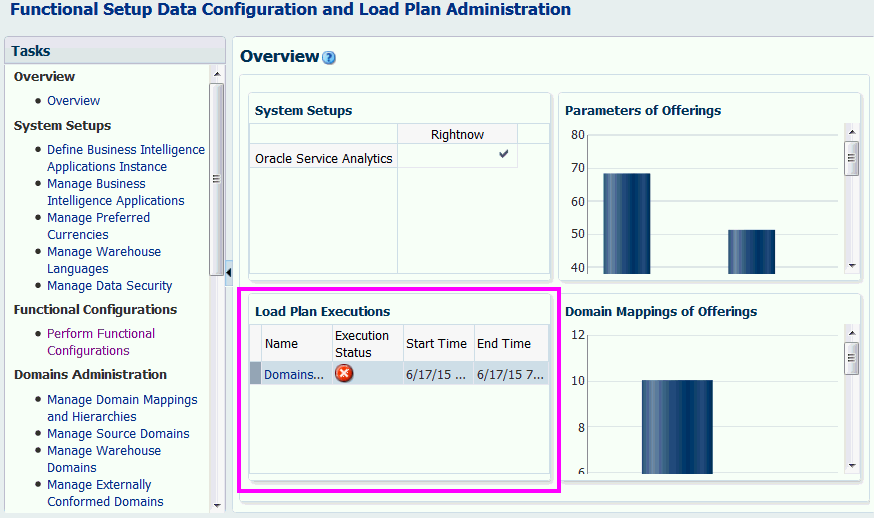 Functional Setup Data Configuration and Load Plan Administration
Tasks
Overview
Overview
System Setups
Define Business Intelligence
Applications Instance
Manage Business
Intelligence Applications
Manage Preferred
Currencies
Manage Warehouse
Languages
Manage Data Security
Functional Configurations
Perform Functional
Configurations
Domains Administration
Manage Domain Mappings
and Hierarchies
Manage Source Domains
Manage Warehouse
Domains
Manage Externally
Conformed Domains
Overview ?
System Setups
Rightnow
Oracle Service Analytics
Parameters of Offerings
80
70
60
50
40
Load Plan Executions
Name
Execution
Status
Start Time
End Time
Domains...
6/17/15 ...
6/17/15 7...
Domain Mappings of Offerings
12
10
8
6